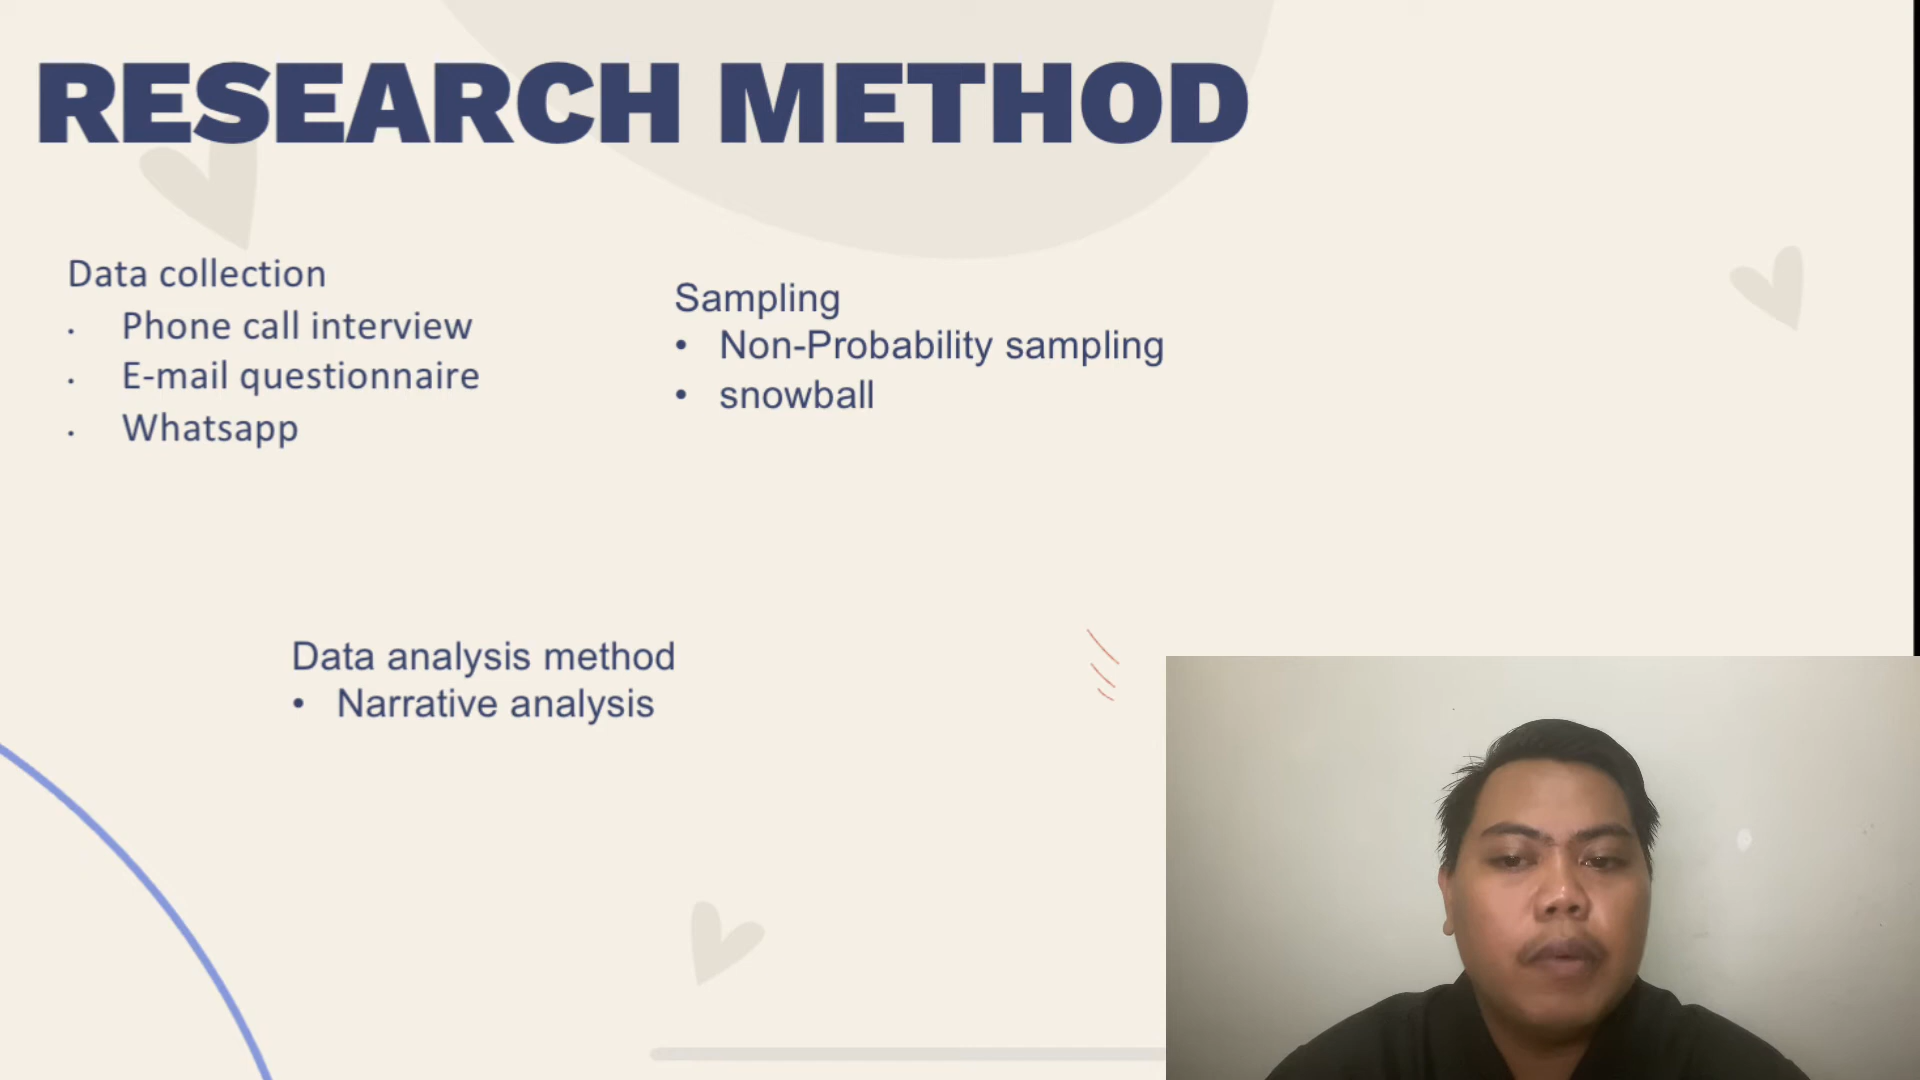 RESEARCH METHOD
Data collection
· Phone call interview
· E-mail questionnaire
· Whatsapp
Sampling
• Non-Probability sampling
• snowball
Data analysis method
• Narrative analysis